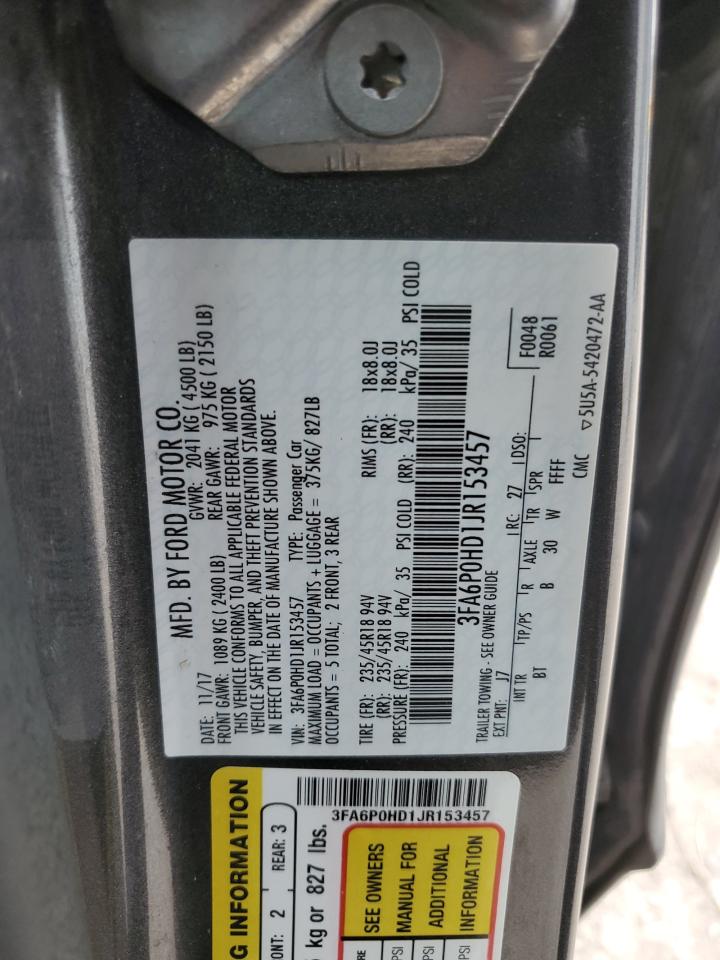 MFD. BY FORD MOTOR CO.
DATE: 11/17 GVWR: 2041 KG ( 4500 LB)
FRONT GAWR: 1089 KG ( 2400 LB) REAR GAWR: 975 KG ( 2150 LB)
THIS VEHICLE CONFORMS TO ALL APPLICABLE FEDERAL MOTOR
VEHICLE SAFETY, BUMPER, AND THEFT PREVENTION STANDARDS
IN EFFECT ON THE DATE OF MANUFACTURE SHOWN ABOVE.
VIN: 3FA6P0HD1JR153457 TYPE: Passenger Car
MAXIMUM LOAD = OCCUPANTS + LUGGAGE = 375KG/ 827LB
OCCUPANTS = 5 TOTAL; 2 FRONT, 3 REAR
TIRE (FR): 235/45R18 94V RIMS (FR): 18x8.0J
(RR): 235/45R18 94V (RR): 18x8.0J
PRESSURE (FR): 240 kPa/ 35 PSI COLD (RR): 240 kPa/ 35 PSI COLD
3FA6P0HD1JR153457
TRAILER TOWING - SEE OWNER GUIDE
EXT PNT: J7 RC: 27 DSO: F0048
R0061
INT TR TP/PS R AXLE TR SPR
BT B 30 W FFFF
CMC ▽5U5A-5420472-AA
G INFORMATION
ONT: 2 REAR: 3
kg or 827 lbs.
3FA6P0HD1JR153457
SEE OWNERS
MANUAL FOR
ADDITIONAL
INFORMATION
RE
PSI
PSI
PSI